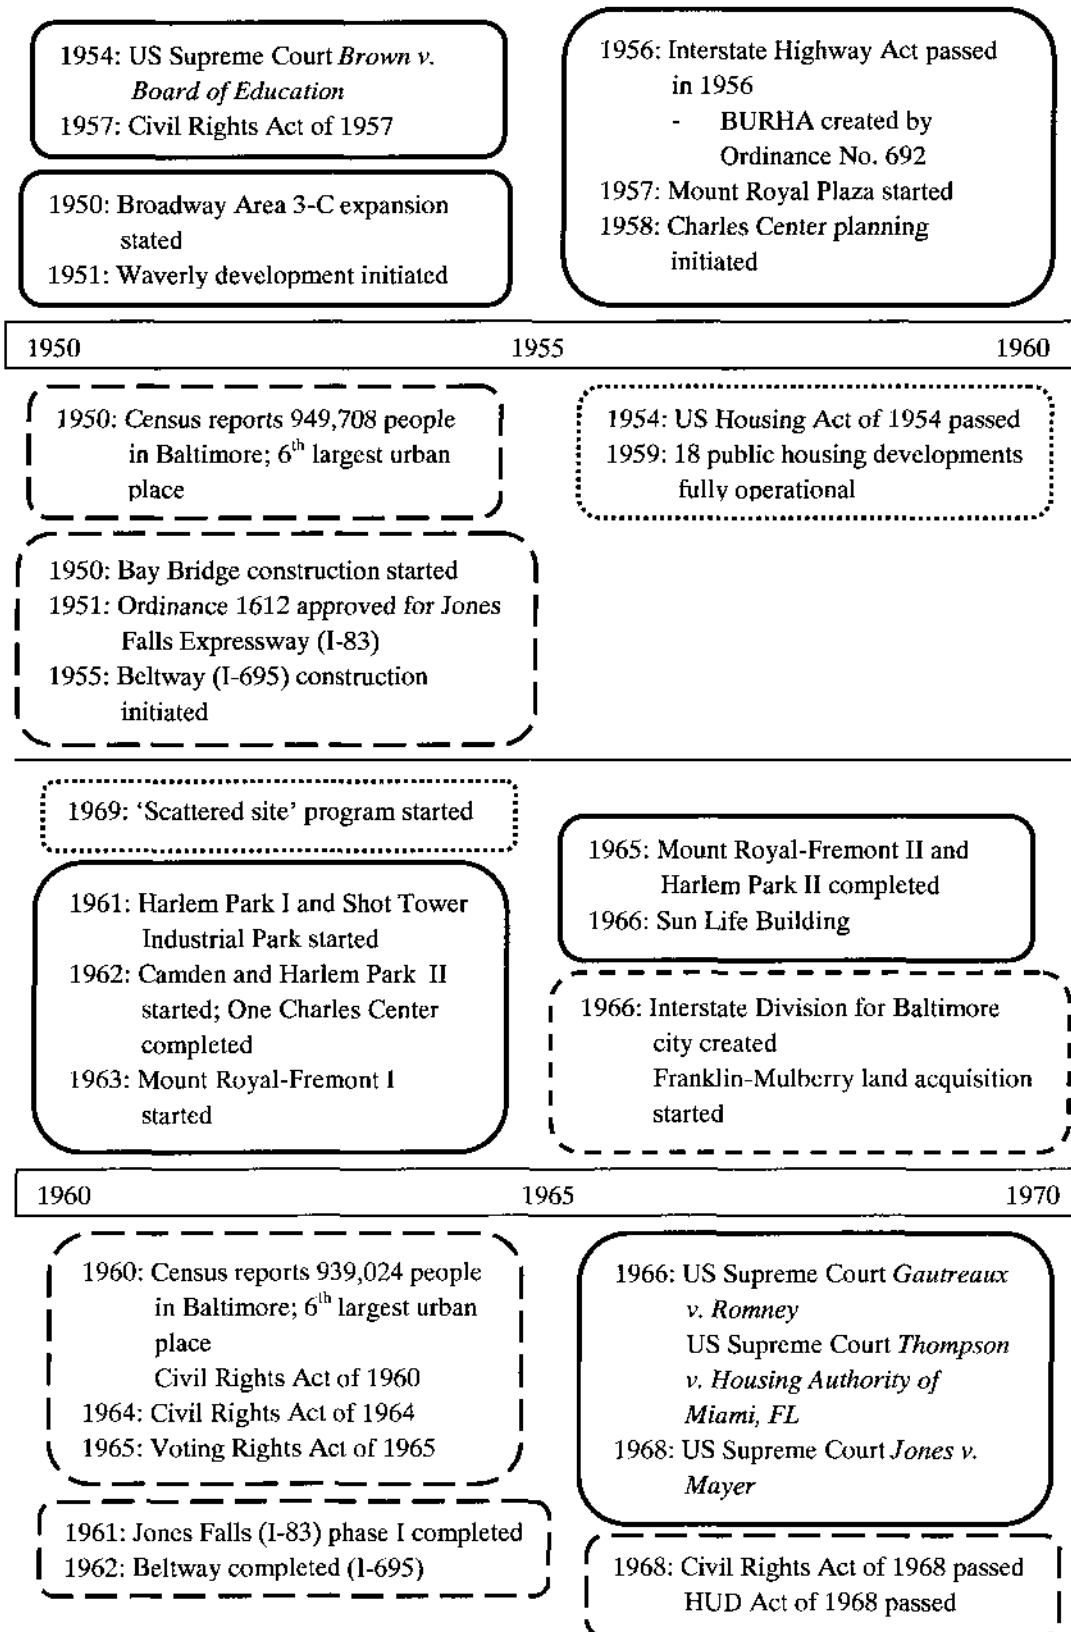 1954: US Supreme Court Brown v.
Board of Education
1957: Civil Rights Act of 1957
1950: Broadway Area 3-C expansion
stated
1951: Waverly development initiated
1956: Interstate Highway Act passed
in 1956
- BURHA created by
Ordinance No. 692
1957: Mount Royal Plaza started
1958: Charles Center planning
initiated
1950 1955 1960
1950: Census reports 949,708 people
in Baltimore; 6th largest urban
place
1950: Bay Bridge construction started
1951: Ordinance 1612 approved for Jones
Falls Expressway (I-83)
1955: Beltway (I-695) construction
initiated
1954: US Housing Act of 1954 passed
1959: 18 public housing developments
fully operational
1969: ‘Scattered site’ program started
1961: Harlem Park I and Shot Tower
Industrial Park started
1962: Camden and Harlem Park II
started; One Charles Center
completed
1963: Mount Royal-Fremont I
started
1965: Mount Royal-Fremont II and
Harlem Park II completed
1966: Sun Life Building
1966: Interstate Division for Baltimore
city created
Franklin-Mulberry land acquisition
started
1960 1965 1970
1960: Census reports 939,024 people
in Baltimore; 6th largest urban
place
Civil Rights Act of 1960
1964: Civil Rights Act of 1964
1965: Voting Rights Act of 1965
1961: Jones Falls (I-83) phase I completed
1962: Beltway completed (I-695)
1966: US Supreme Court Gautreaux
v. Romney
US Supreme Court Thompson
v. Housing Authority of
Miami, FL
1968: US Supreme Court Jones v.
Mayer
1968: Civil Rights Act of 1968 passed
HUD Act of 1968 passed